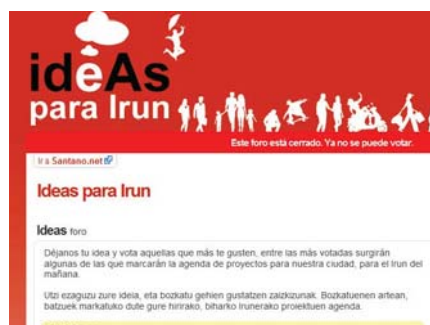 ideAs
para Irun
Este foro está cerrado. Ya no se puede votar.
Ir a Santano.net
Ideas para Irun
Ideas foro
Déjanos tu idea y vota aquellas que más te gusten, entre las más votadas surgirán
algunas de las que marcarán la agenda de proyectos para nuestra ciudad, para el Irun del
mañana.
Utzi ezaguzu zure ideia, eta bozkatu gehien gustatzen zaizkizunak. Bozkatuenen artean,
batzuek markatuko dute gure hirirako, biharko Irunerako proiektuen agenda.